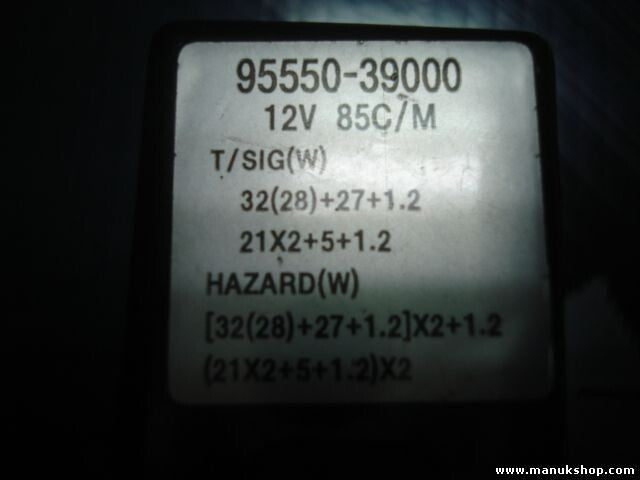 95550-39000
12V 85C/M
T/SIG(W)
32(28)+27+1.2
21X2+5+1.2
HAZARD(W)
[32(28)+27+1.2]X2+1.2
(21X2+5+1.2)X2
www.manukshop.com